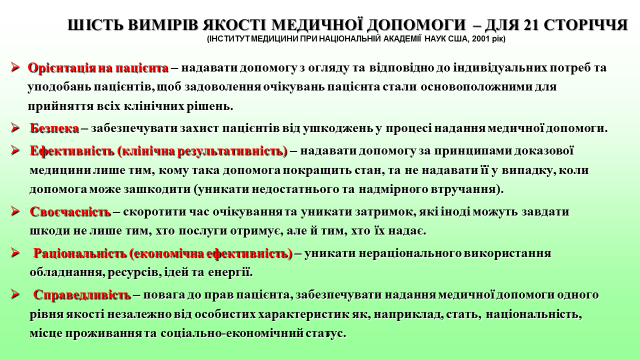 ШІСТЬ ВИМІРІВ ЯКОСТІ МЕДИЧНОЇ ДОПОМОГИ – ДЛЯ 21 СТОРІЧЧЯ
(ІНСТИТУТ МЕДИЦИНИ ПРИ НАЦІОНАЛЬНІЙ АКАДЕМІЇ НАУК США, 2001 рік)
➢ Орієнтація на пацієнта – надавати допомогу з огляду та відповідно до індивідуальних потреб та
уподобань пацієнтів, щоб задоволення очікувань пацієнта стали основоположними для
прийняття всіх клінічних рішень.
➢ Безпека – забезпечувати захист пацієнтів від ушкоджень у процесі надання медичної допомоги.
➢ Ефективність (клінічна результативність) – надавати допомогу за принципами доказової
медицини лише тим, кому така допомога покращить стан, та не надавати її у випадку, коли
допомога може зашкодити (уникати недостатнього та надмірного втручання).
➢ Своєчасність – скоротити час очікування та уникати затримок, які іноді можуть завдати
шкоди не лише тим, хто послуги отримує, але й тим, хто їх надає.
➢ Раціональність (економічна ефективність) – уникати нераціонального використання
обладнання, ресурсів, ідей та енергії.
➢ Справедливість – повага до прав пацієнта, забезпечувати надання медичної допомоги одного
рівня якості незалежно від особистих характеристик як, наприклад, стать, національність,
місце проживання та соціально-економічний статус.